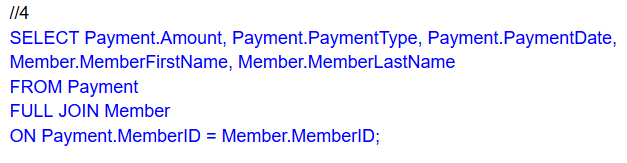 //4
SELECT Payment.Amount, Payment.PaymentType, Payment.PaymentDate,
Member.MemberFirstName, Member.MemberLastName
FROM Payment
FULL JOIN Member
ON Payment.MemberID = Member.MemberID;